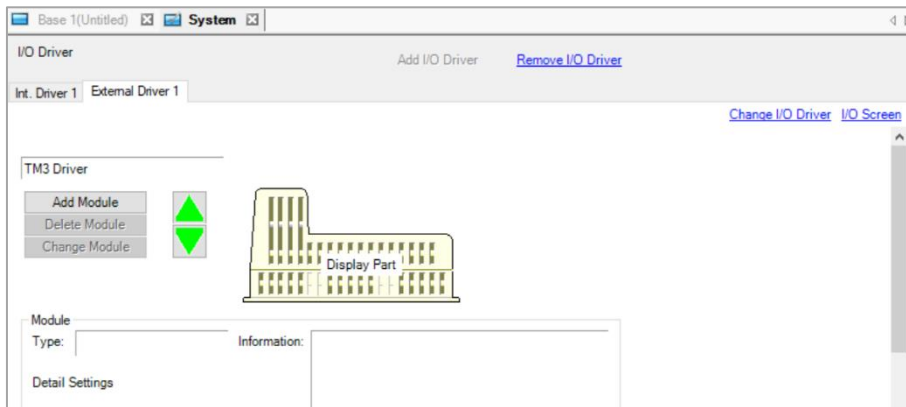 Base 1(Untitled) System
I/O Driver
Add I/O Driver Remove I/O Driver
Int. Driver 1 External Driver 1
Change I/O Driver I/O Screen
TM3 Driver
Add Module
Delete Module
Change Module
Display Part
Module
Type: Information:
Detail Settings